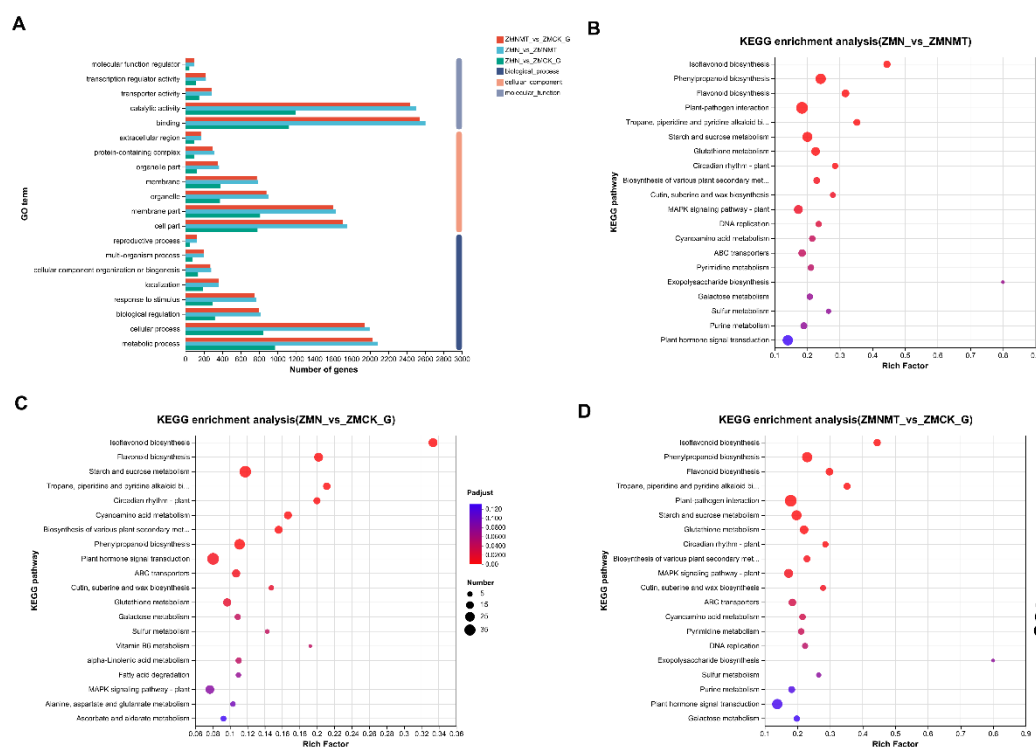 A
ZHNMT_vs_ZMCK_G
ZMN_vs_ZMNMT
ZMN_vs_ZMCK_G
biological_process
cellular_component
molecular_function
GO term
molecular function regulator
transcription regulator activity
transporter activity
catalytic activity
binding
extracellular region
protein-containing complex
organelle part
membrane
organelle
membrane part
cell part
reproductive process
multi-organism process
cellular component organization or biogenesis
localization
response to stimulus
biological regulation
cellular process
metabolic process
0 200 400 600 800 1000 1200 1400 1600 1800 2000 2200 2400 2600 2800 3000
Number of genes
B
KEGG enrichment analysis(ZMN_vs_ZMNMT)
KEGG pathway
Isoflavonoid biosynthesis
Phenylpropanoid biosynthesis
Flavonoid biosynthesis
Plant-pathogen interaction
Tropane, piperidine and pyridine alkaloid bi...
Starch and sucrose metabolism
Glutathione metabolism
Circadian rhythm - plant
Biosynthesis of various plant secondary met...
Cutin, suberine and wax biosynthesis
MAPK signaling pathway - plant
DNA replication
Cyanoamino acid metabolism
ABC transporters
Pyrimidine metabolism
Exopolysaccharide biosynthesis
Galactose metabolism
Sulfur metabolism
Purine metabolism
Plant hormone signal transduction
0.1 0.2 0.3 0.4 0.5 0.6 0.7 0.8 0.9
Rich Factor
C
KEGG enrichment analysis(ZMN_vs_ZMCK_G)
KEGG pathway
Isoflavonoid biosynthesis
Flavonoid biosynthesis
Starch and sucrose metabolism
Tropane, piperidine and pyridine alkaloid bi...
Circadian rhythm - plant
Cyanoamino acid metabolism
Biosynthesis of various plant secondary met...
Phenylpropanoid biosynthesis
Plant hormone signal transduction
ABC transporters
Cutin, suberine and wax biosynthesis
Glutathione metabolism
Galactose metabolism
Sulfur metabolism
Vitamin B6 metabolism
alpha-Linolenic acid metabolism
Fatty acid degradation
MAPK signaling pathway - plant
Alanine, aspartate and glutamate metabolism
Ascorbate and aldarate metabolism
0.06 0.08 0.1 0.12 0.14 0.16 0.18 0.2 0.22 0.24 0.26 0.28 0.3 0.32 0.34 0.36
Rich Factor
Padjust
0.120
0.1000
0.0800
0.0600
0.0400
0.0200
0.00
Number
5
15
25
35
D
KEGG enrichment analysis(ZMNMT_vs_ZMCK_G)
KEGG pathway
Isoflavonoid biosynthesis
Phenylpropanoid biosynthesis
Flavonoid biosynthesis
Tropane, piperidine and pyridine alkaloid bi...
Plant-pathogen interaction
Starch and sucrose metabolism
Glutathione metabolism
Circadian rhythm - plant
Biosynthesis of various plant secondary met...
MAPK signaling pathway - plant
Cutin, suberine and wax biosynthesis
ABC transporters
Cyanoamino acid metabolism
Pyrimidine metabolism
DNA replication
Exopolysaccharide biosynthesis
Sulfur metabolism
Purine metabolism
Plant hormone signal transduction
Galactose metabolism
0.1 0.2 0.3 0.4 0.5 0.6 0.7 0.8 0.9
Rich Factor